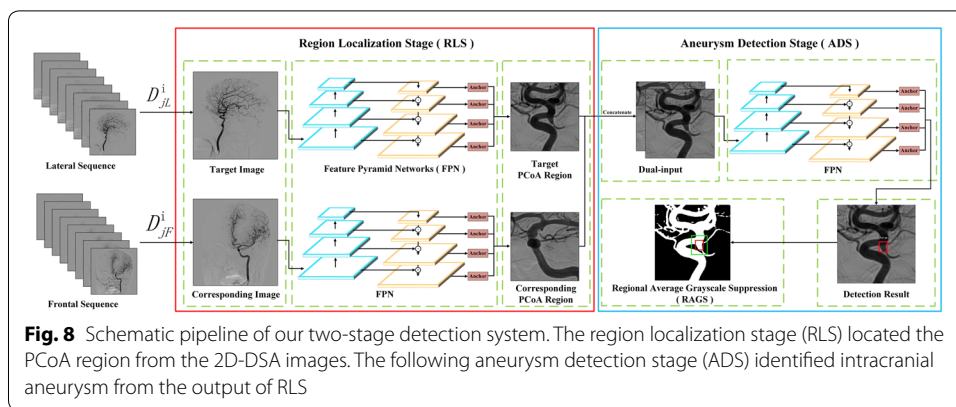 Region Localization Stage ( RLS )
Aneurysm Detection Stage ( ADS )
D_{jL}^{i}
Lateral Sequence
Target Image
Anchor
Anchor
Anchor
Anchor
Feature Pyramid Networks ( FPN )
Target
PCoA Region
Concatenate
Dual-input
Anchor
Anchor
Anchor
Anchor
FPN
D_{jF}^{i}
Frontal Sequence
Corresponding Image
Anchor
Anchor
Anchor
Anchor
FPN
Corresponding
PCoA Region
Regional Average Grayscale Suppression
( RAGS )
Detection Result
Fig. 8 Schematic pipeline of our two-stage detection system. The region localization stage (RLS) located the
PCoA region from the 2D-DSA images. The following aneurysm detection stage (ADS) identified intracranial
aneurysm from the output of RLS